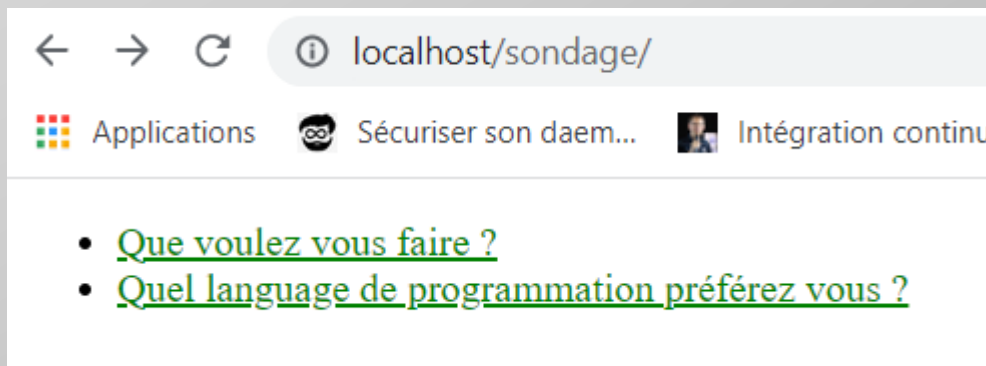 localhost/sondage/
Applications Sécuriser son daem... Intégration continu
Que voulez vous faire ?
Quel language de programmation préférez vous ?